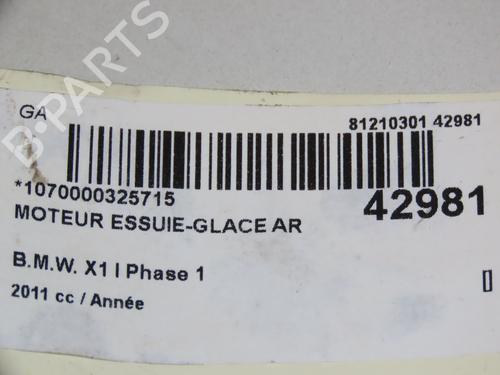 GA
81210301 42981
*1070000325715
42981
MOTEUR ESSUIE-GLACE AR
B.M.W. X1 I Phase 1
2011 cc / Année
B-PARTS